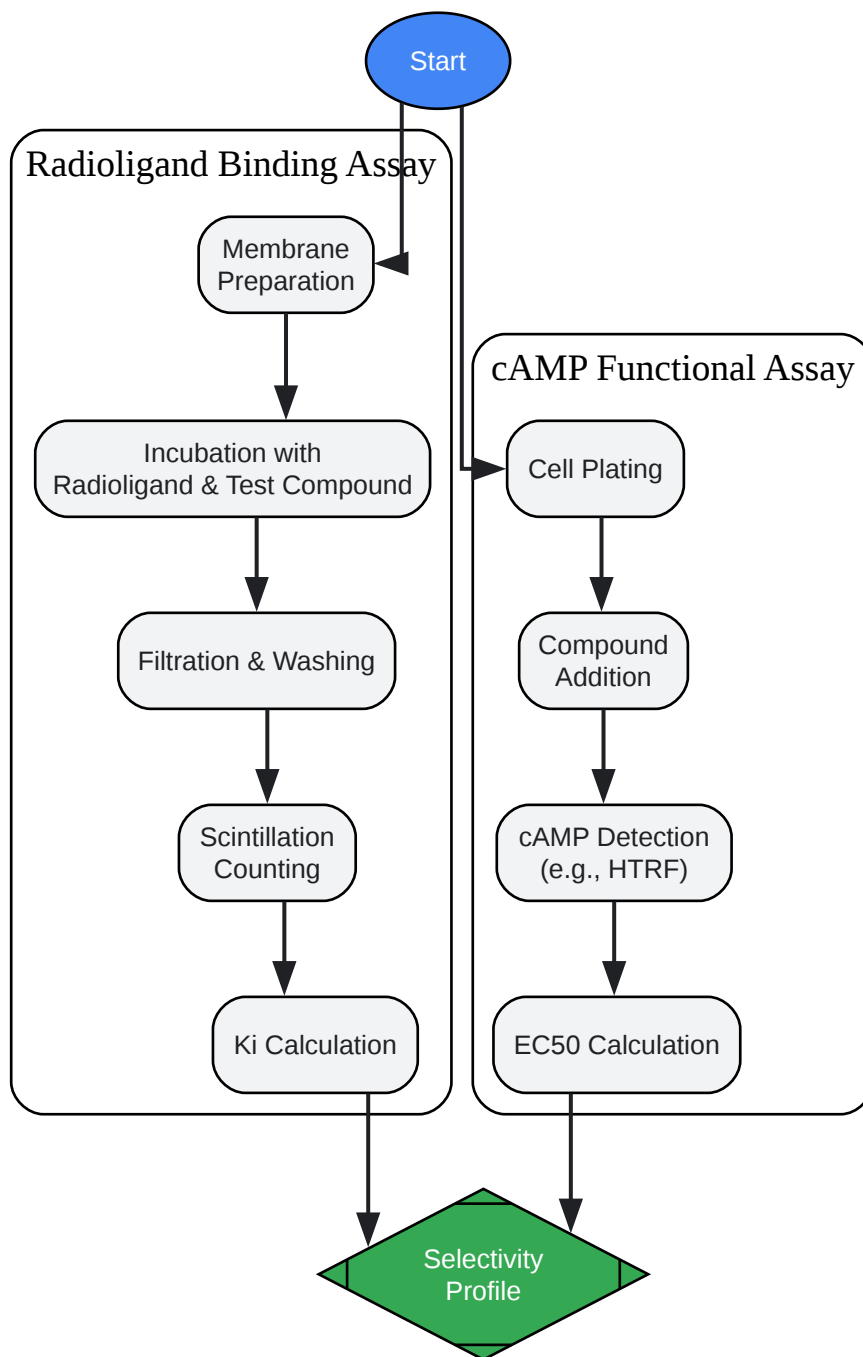 Start
Radioligand Binding Assay
Membrane
Preparation
Incubation with
Radioligand & Test Compound
Filtration & Washing
Scintillation
Counting
Ki Calculation
cAMP Functional Assay
Cell Plating
Compound
Addition
cAMP Detection
(e.g., HTRF)
EC50 Calculation
Selectivity
Profile